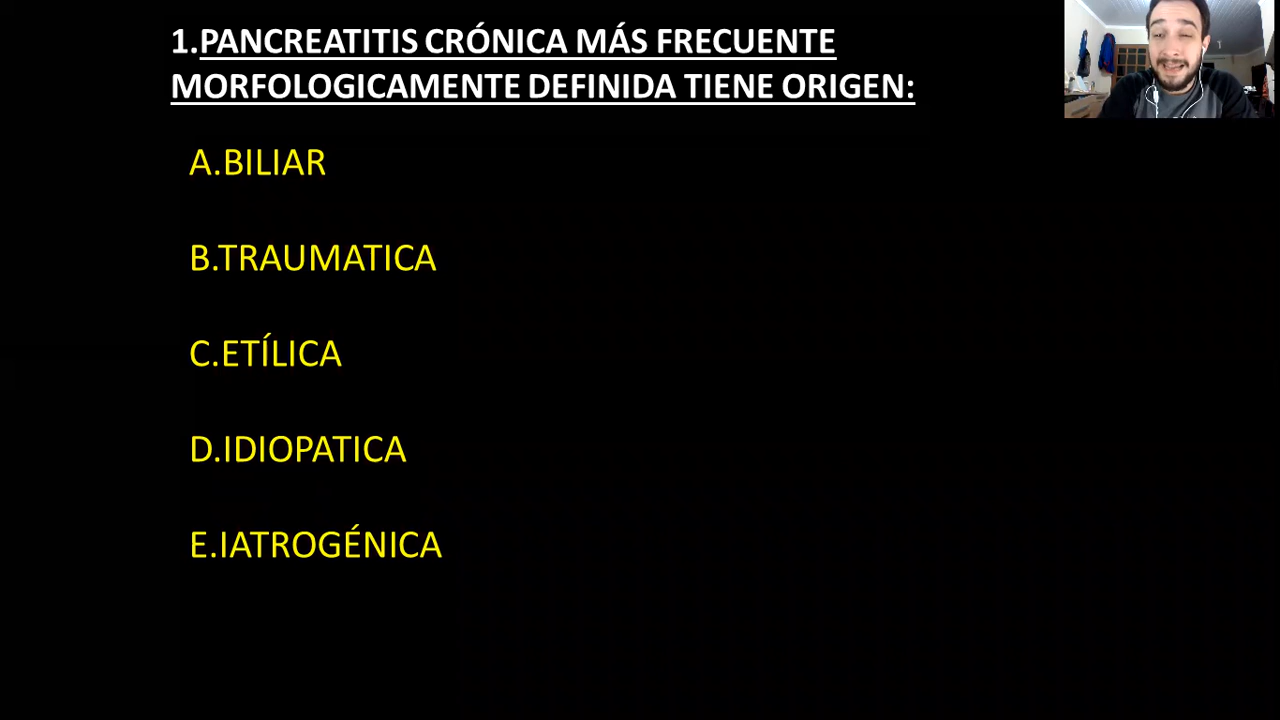 1.PANCREATITIS CRÓNICA MÁS FRECUENTE
MORFOLOGICAMENTE DEFINIDA TIENE ORIGEN:
A.BILIAR
B.TRAUMATICA
C.ETÍLICA
D.IDIOPATICA
E.IATROGÉNICA